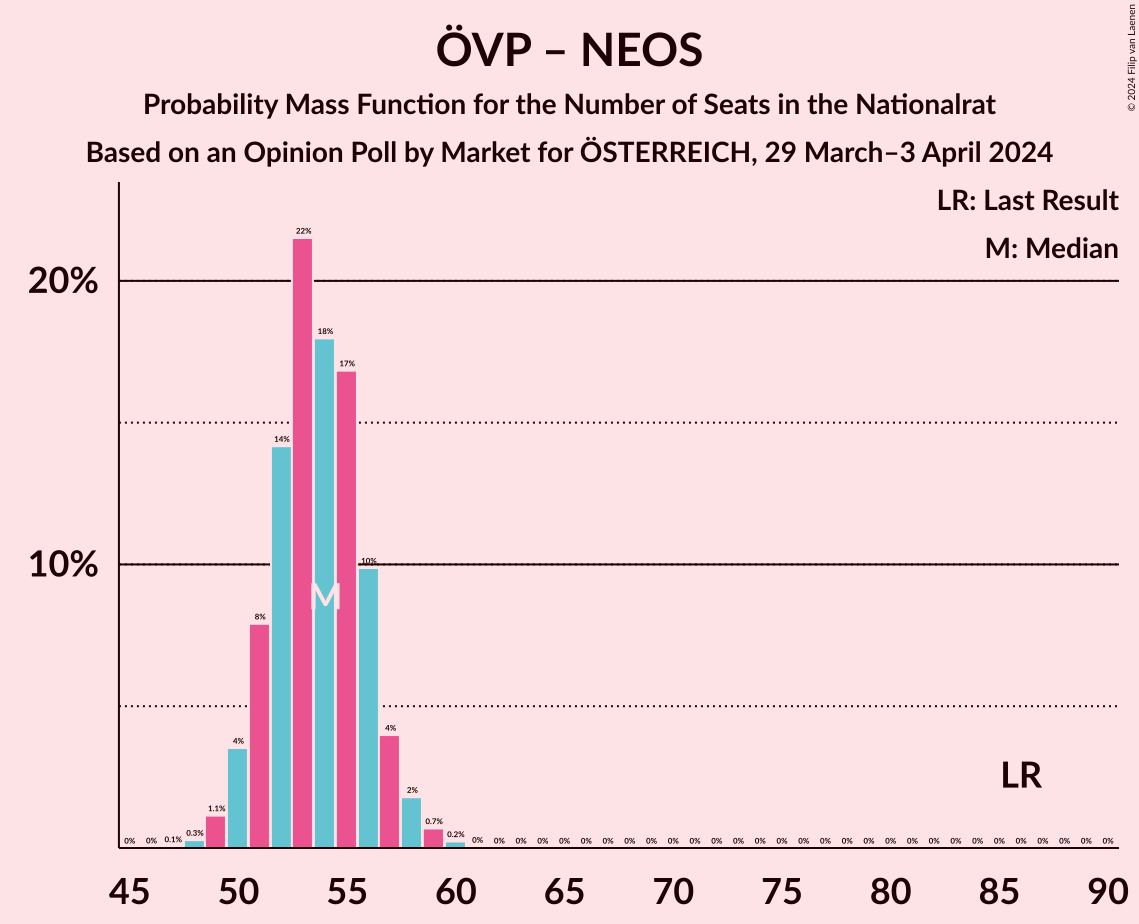 ÖVP – NEOS
Probability Mass Function for the Number of Seats in the Nationalrat
Based on an Opinion Poll by Market for ÖSTERREICH, 29 March–3 April 2024
© 2024 Filip van Laenen
LR: Last Result
M: Median
20%
10%
0% 0% 0.1% 0.3% 1.1% 4% 8% 14% 22% 18% 17% 10% 4% 2% 0.7% 0.2% 0% 0% 0% 0% 0% 0% 0% 0% 0% 0% 0% 0% 0% 0% 0% 0% 0% 0% 0% 0% 0% 0% 0% 0% 0% 0% 0% 0% 0% 0%
M
LR
45 50 55 60 65 70 75 80 85 90